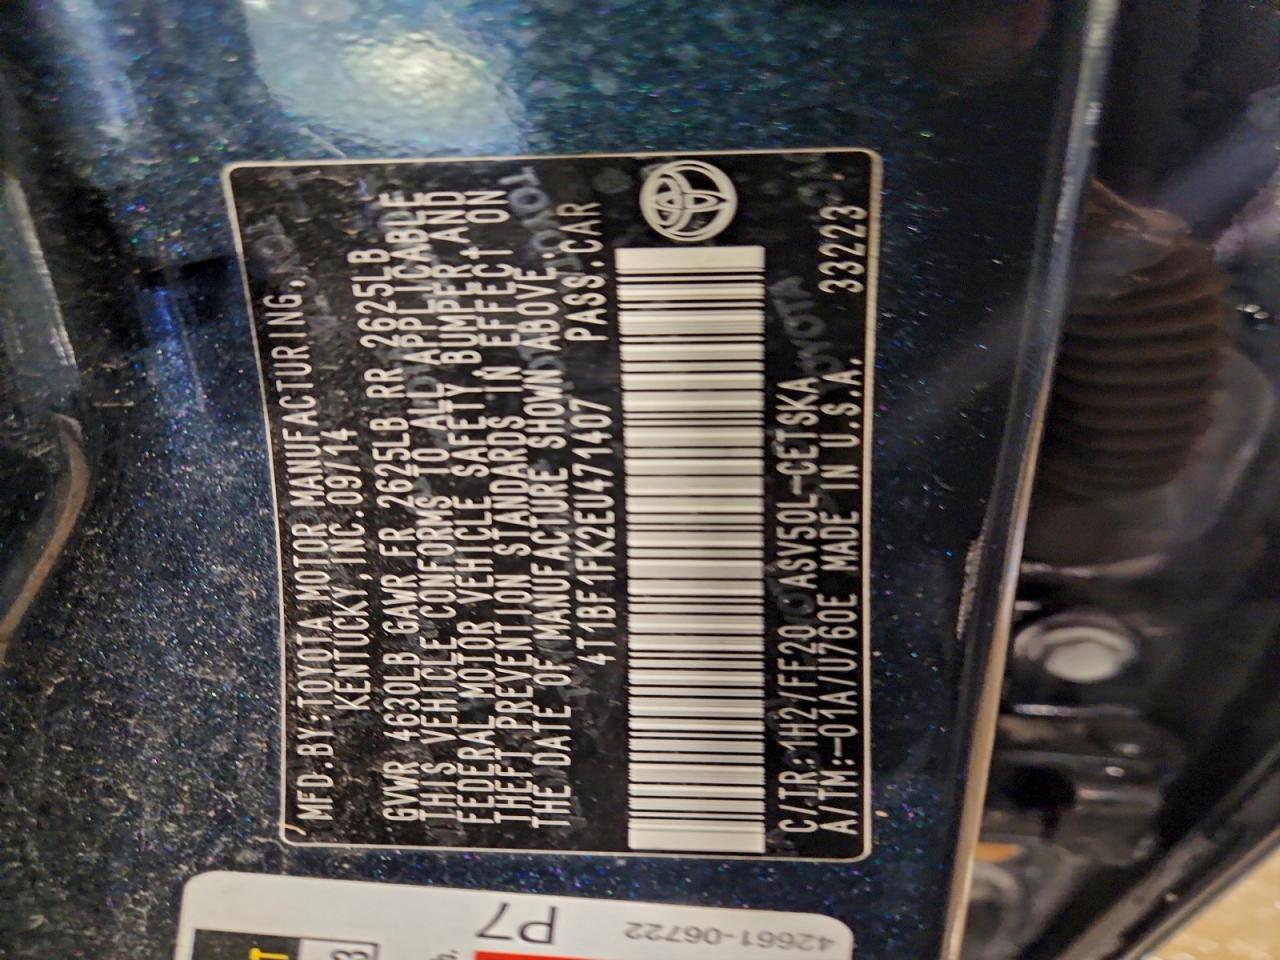 MFD.BY:TOYOTA MOTOR MANUFACTURING,
KENTUCKY, INC.09/14
GVWR 4630LB GAWR FR 2625LB RR 2625LB
THIS VEHICLE CONFORMS TO ALL APPLICABLE
FEDERAL MOTOR VEHICLE SAFETY, BUMPER, AND
THEFT PREVENTION STANDARDS IN EFFECT ON
THE DATE OF MANUFACTURE SHOWN ABOVE.
4T1BF1FK2EU471407 PASS.CAR
C/TR:1H2/FF20 ASV50L-CETSKA
A/TM:-01A/U760E MADE IN U.S.A. 33223
P7
42661-06722